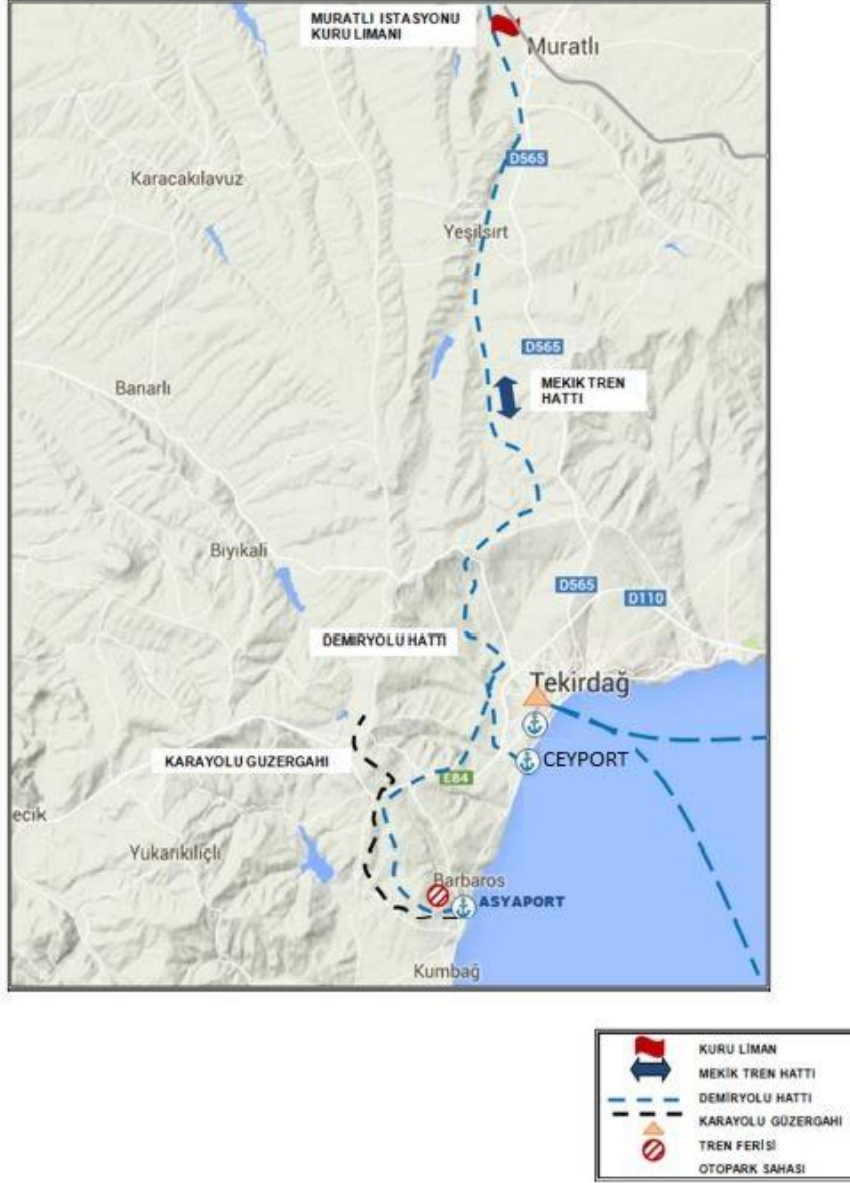 MURATLI ISTASYONU
KURU LIMANI
Muratlı
D565
Karacakılavuz
Yeşilsırt
D565
MEKIK TREN
HATTI
Banarlı
Bıyıkali
D565
D110
DEMIRYOLU HATTI
Tekirdağ
KARAYOLU GUZERGAHI
CEYPORT
E84
ecik
Yukarıkılıçlı
Barbaros
ASYAPORT
Kumbağ
KURU LİMAN
MEKİK TREN HATTI
DEMİRYOLU HATTI
KARAYOLU GÜZERGAHI
TREN FERİSİ
OTOPARK SAHASI